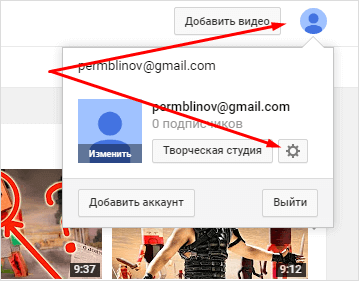 Добавить видео
permblinov@gmail.com
permblinov@gmail.com
0 подписчиков
Изменить
Творческая студия
Добавить аккаунт
Выйти
9:37
9:12